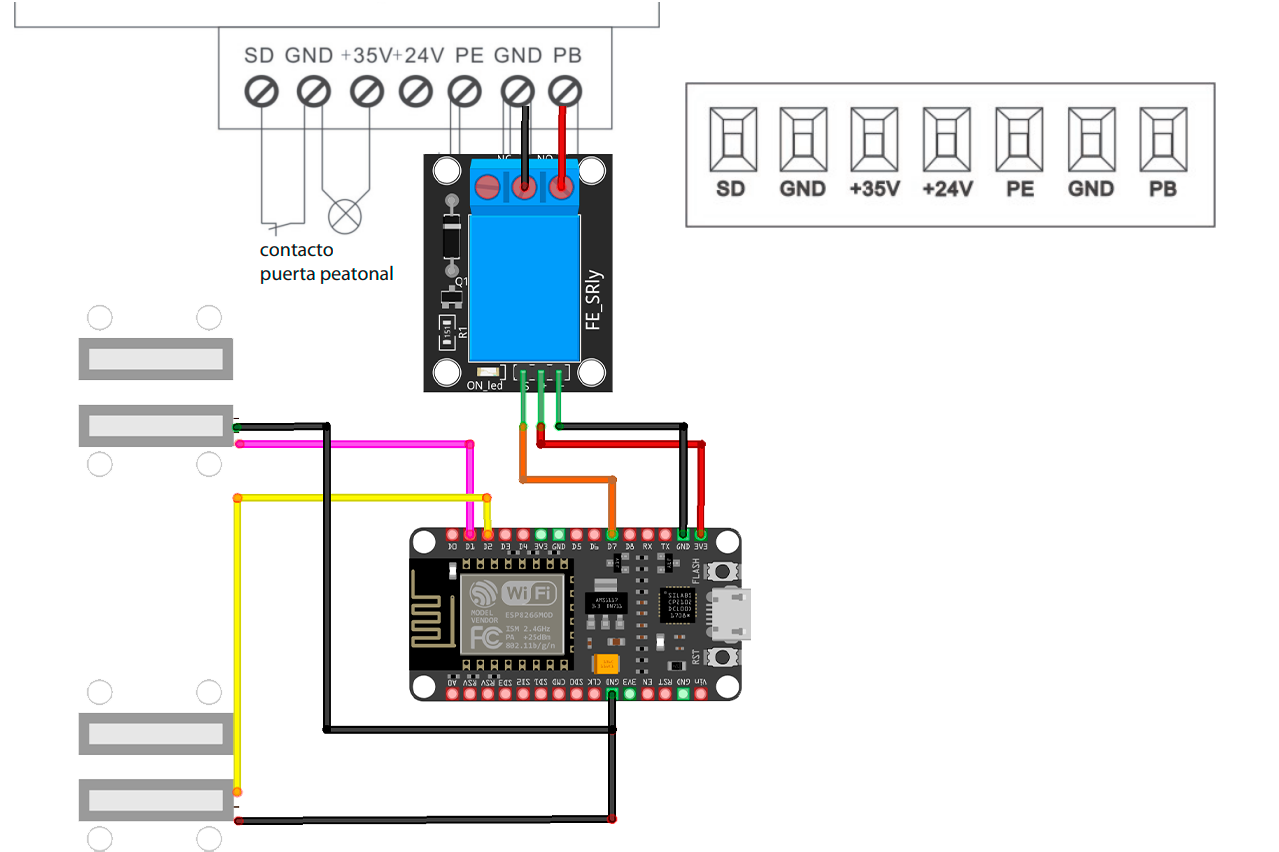 SD GND +35V +24V PE GND PB
SD GND +35V +24V PE GND PB
NC NO
contacto
puerta peatonal
Q1
R1
151
FE_SRly
ON_led
S + -
D0 D1 D2 D3 D4 3V3 GND D5 D6 D7 D8 RX TX GND 3V3
FLASH
WiFi
MODEL
VENDOR
ESP8266MOD
FC
ISM 2.4GHz
PA +25dBm
802.11b/g/n
AMS1117
SILABS
CP2102
RST
A0 RSV RSV SD3 SD2 SD1 CMD SD0 CLK GND 3V3 EN RST GND Vin